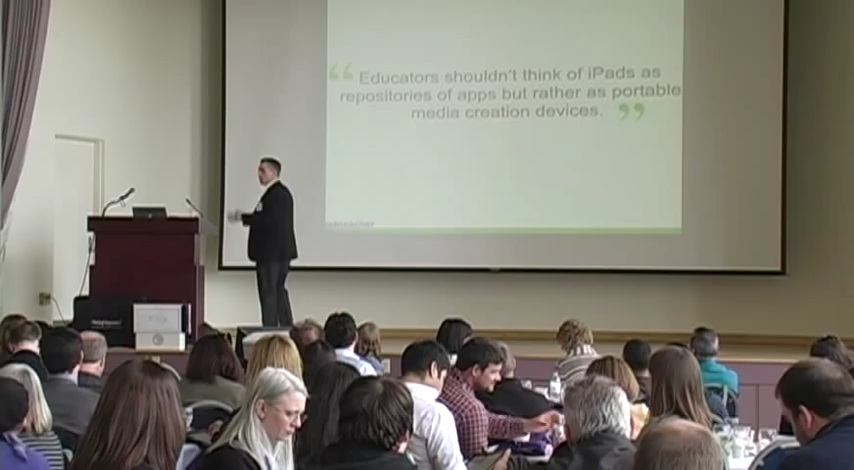 “ Educators shouldn't think of iPads as
repositories of apps but rather as portable
media creation devices. ”